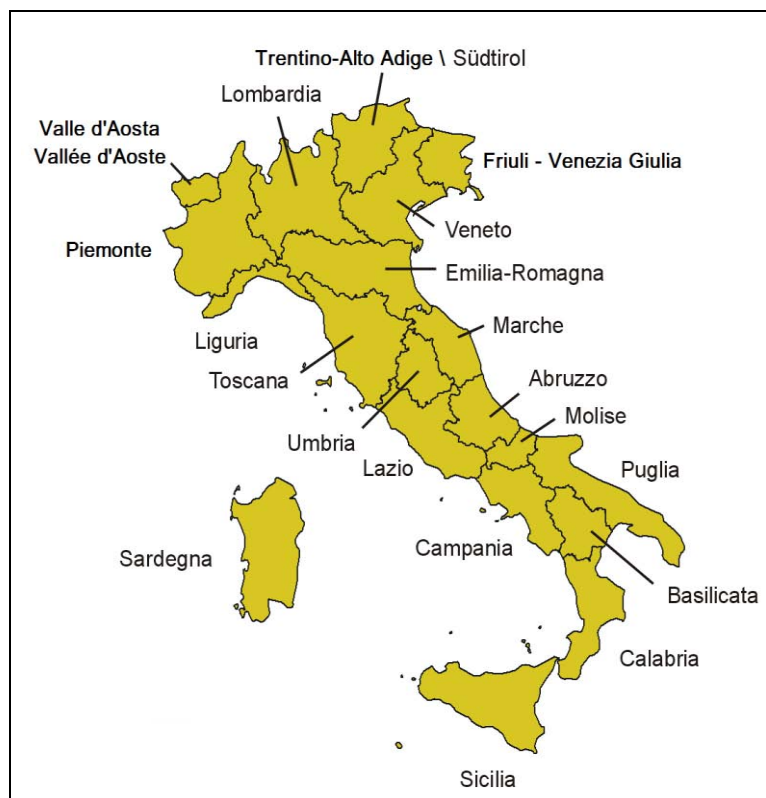 Trentino-Alto Adige \ Südtirol
Lombardia
Valle d'Aosta
Vallée d'Aoste
Friuli - Venezia Giulia
Veneto
Piemonte
Emilia-Romagna
Marche
Liguria
Toscana
Abruzzo
Molise
Umbria
Lazio
Puglia
Campania
Sardegna
Basilicata
Calabria
Sicilia